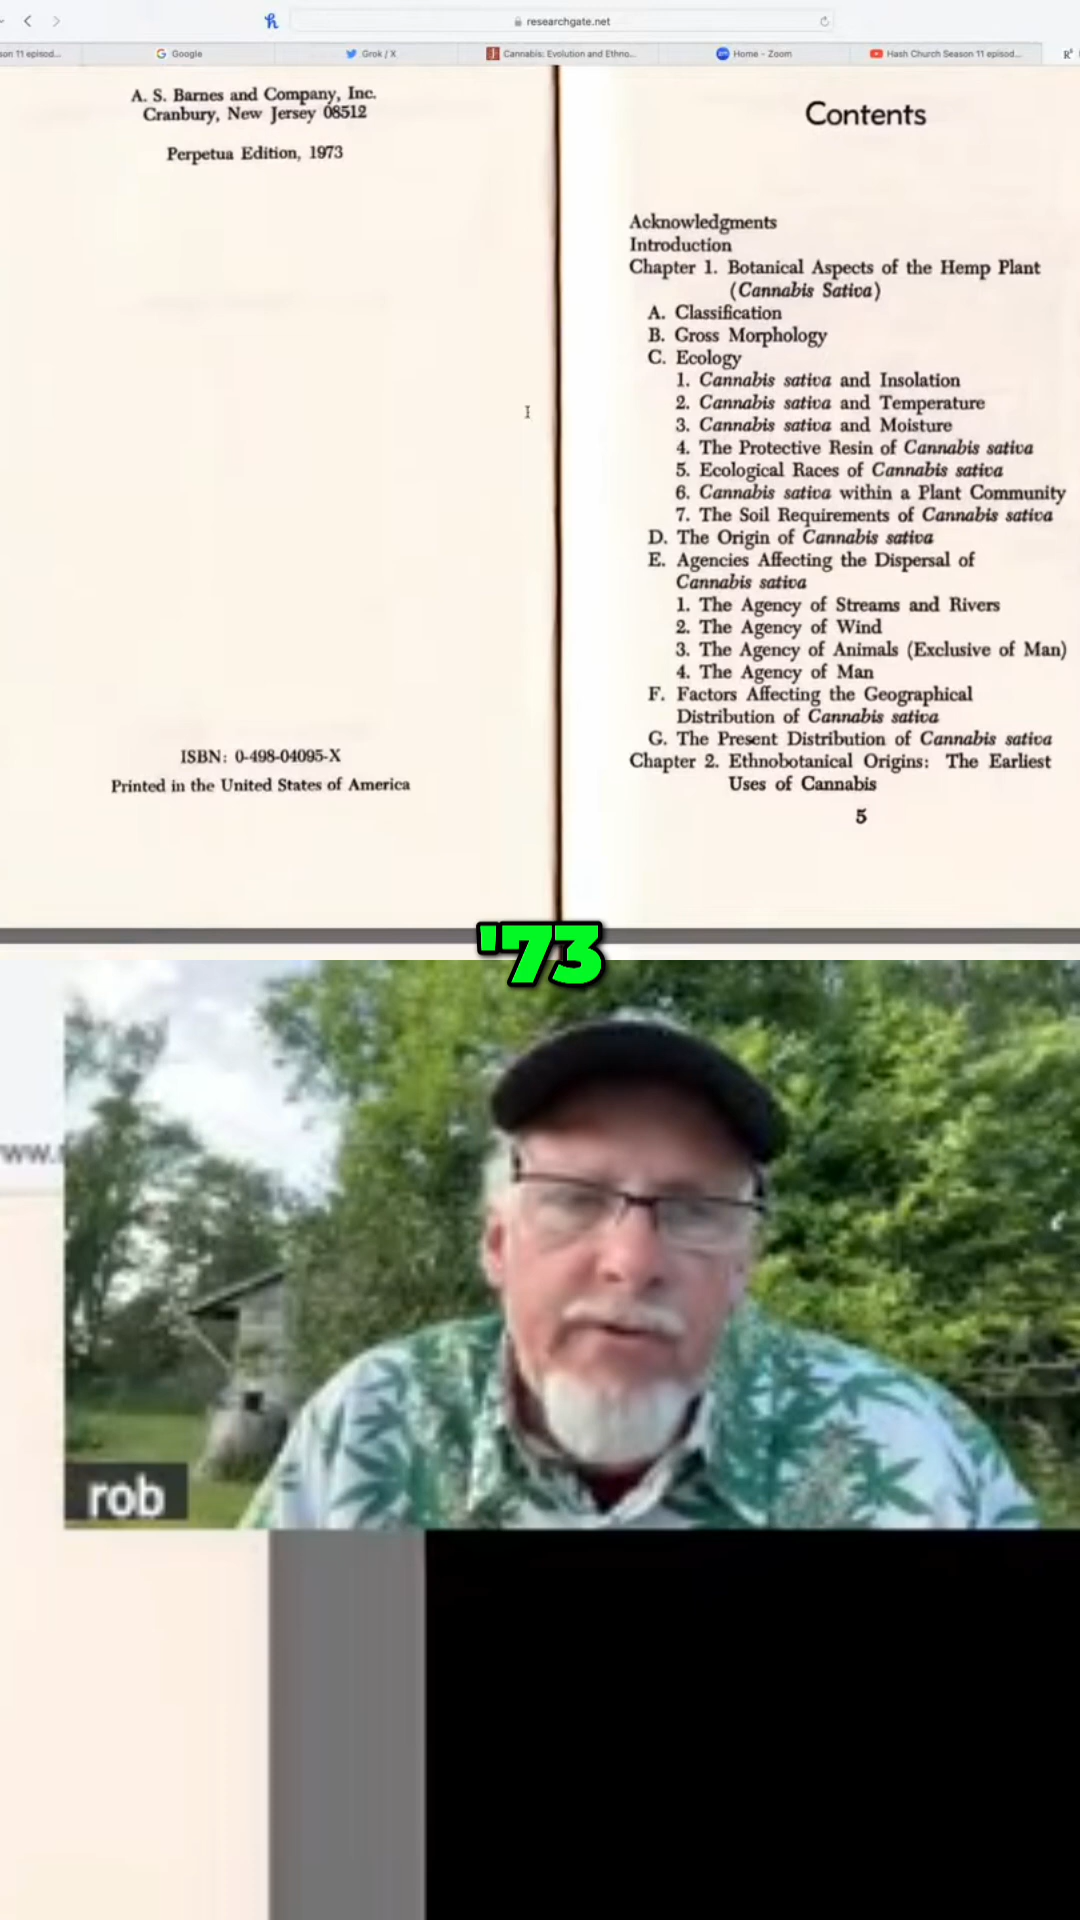 researchgate.net
son 11 episod...
Google
Grok / X
Cannabis: Evolution and Ethno...
Home - Zoom
Hash Church Season 11 episod...
A. S. Barnes and Company, Inc.
Cranbury, New Jersey 08512
Perpetua Edition, 1973
ISBN: 0-498-04095-X
Printed in the United States of America
Contents
Acknowledgments
Introduction
Chapter 1. Botanical Aspects of the Hemp Plant
(Cannabis Sativa)
A. Classification
B. Gross Morphology
C. Ecology
1. Cannabis sativa and Insolation
2. Cannabis sativa and Temperature
3. Cannabis sativa and Moisture
4. The Protective Resin of Cannabis sativa
5. Ecological Races of Cannabis sativa
6. Cannabis sativa within a Plant Community
7. The Soil Requirements of Cannabis sativa
D. The Origin of Cannabis sativa
E. Agencies Affecting the Dispersal of
Cannabis sativa
1. The Agency of Streams and Rivers
2. The Agency of Wind
3. The Agency of Animals (Exclusive of Man)
4. The Agency of Man
F. Factors Affecting the Geographical
Distribution of Cannabis sativa
G. The Present Distribution of Cannabis sativa
Chapter 2. Ethnobotanical Origins: The Earliest
Uses of Cannabis
5
'73
www.
rob